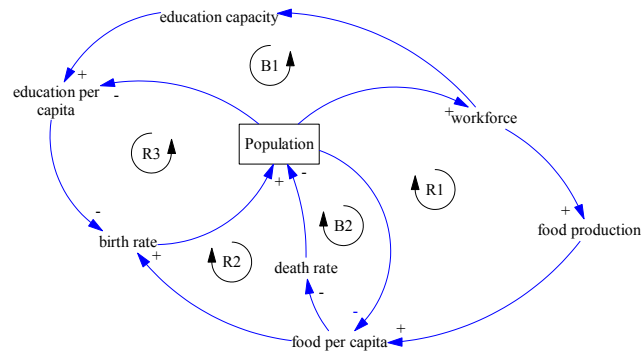 education capacity
B1
+
education per
capita
-
+
workforce
Population
R3
R1
+
-
B2
-
+
food production
birth rate
+
R2
death rate
-
-
+
food per capita